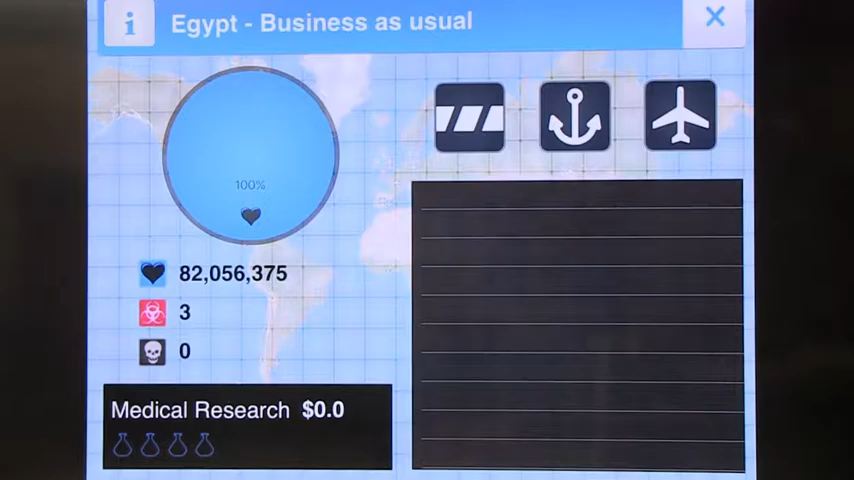 Egypt - Business as usual
100%
82,056,375
3
0
Medical Research $0.0